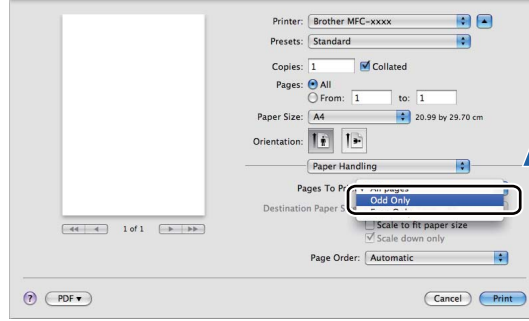 Printer: Brother MFC-xxxx
Presets: Standard
Copies: 1 Collated
Pages: All
From: 1 to: 1
Paper Size: A4 20.99 by 29.70 cm
Orientation:
Paper Handling
Pages To Pri All pages
Odd Only
Destination Paper S
Scale to fit paper size
1 of 1
Scale down only
Page Order: Automatic
? PDF Cancel Print